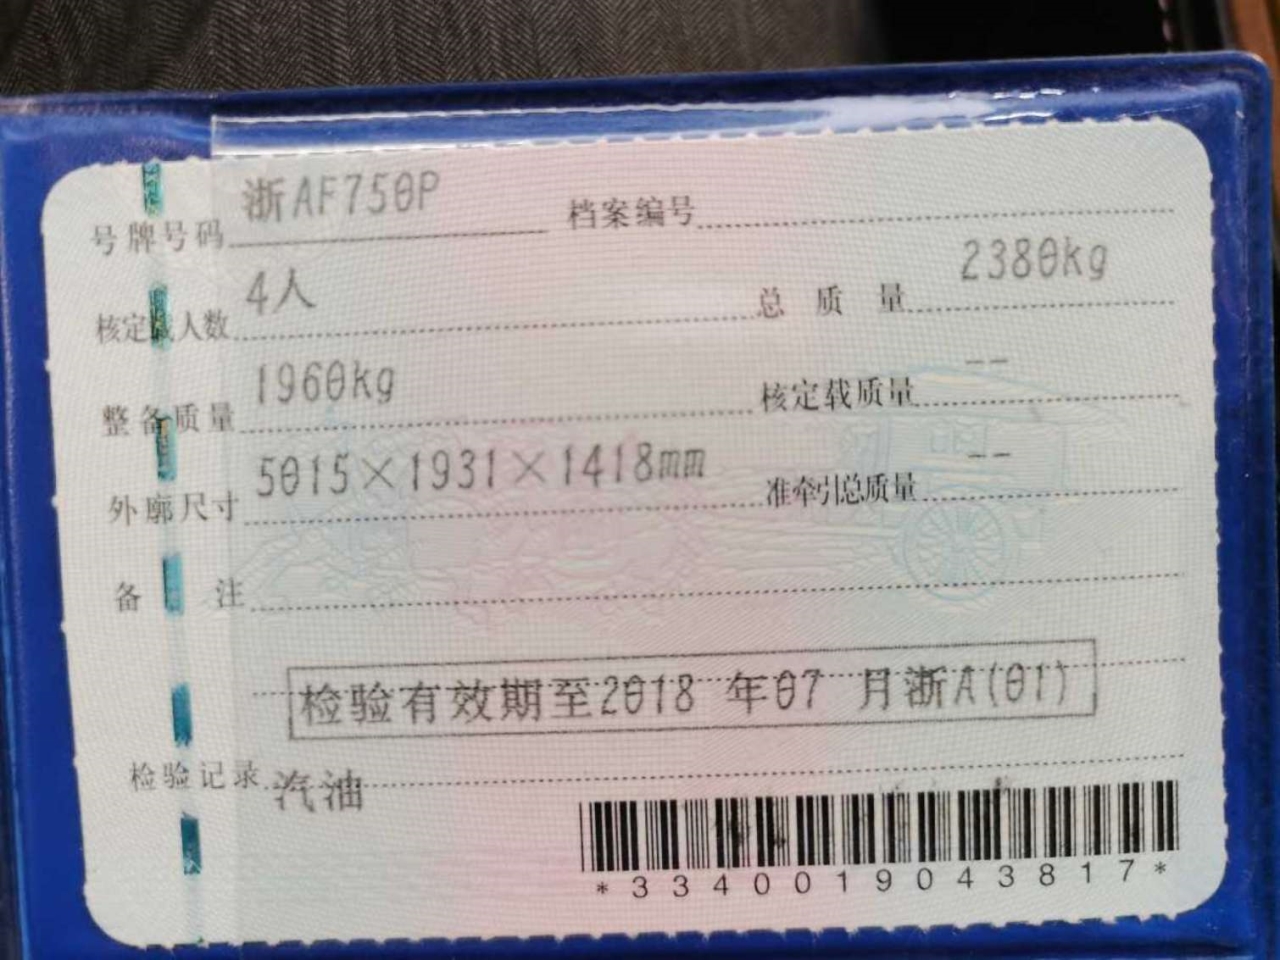 号牌号码 浙AF750P 档案编号
核定载人数 4人 总质量 2380kg
整备质量 1960kg 核定载质量 --
外廓尺寸 5015×1931×1418mm 准牵引总质量 --
备注
检验有效期至2018 年07 月浙A(01)
检验记录 汽油
*3340019043817*